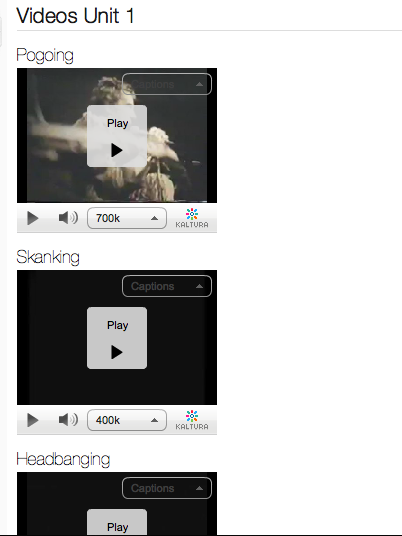 Videos Unit 1
Pogoing
Captions
Play
700k
KALTURA
Skanking
Captions
Play
400k
KALTURA
Headbanging
Captions
Play